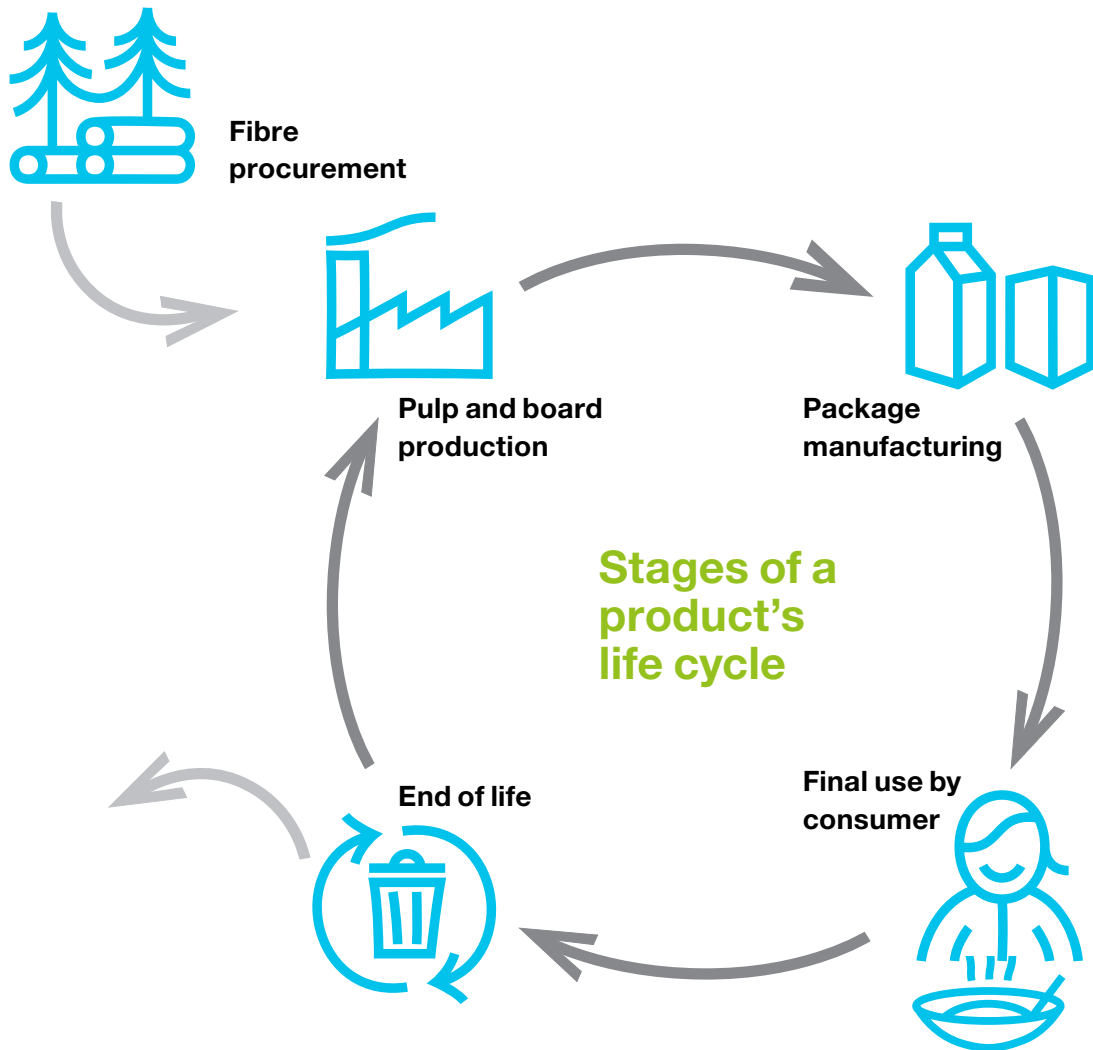 Fibre
procurement
Pulp and board
production
Package
manufacturing
Stages of a
product’s
life cycle
End of life
Final use by
consumer